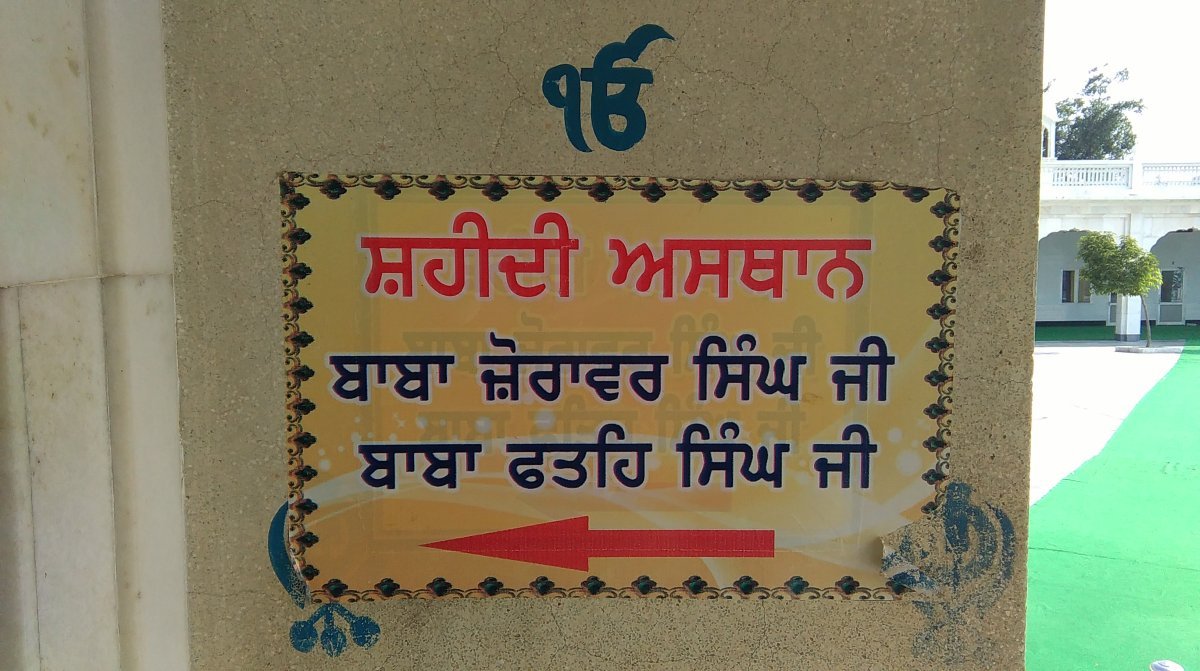 ੴ
ਸ਼ਹੀਦੀ ਅਸਥਾਨ
ਬਾਬਾ ਜ਼ੋਰਾਵਰ ਸਿੰਘ ਜੀ
ਬਾਬਾ ਫਤਹਿ ਸਿੰਘ ਜੀ